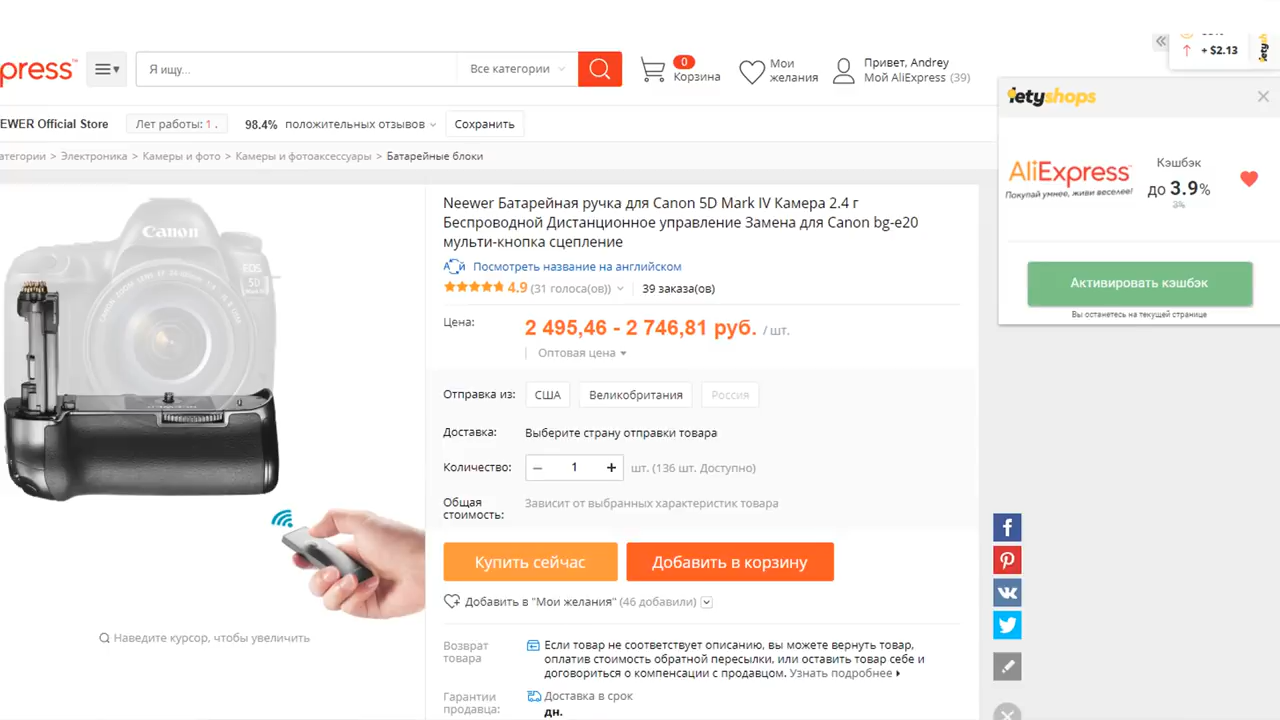 + $2.13
letyshops
press™
Я ищу...
Все категории
0
Корзина
Мои
желания
Привет, Andrey
Мой AliExpress (39)
EWER Official Store
Лет работы: 1 .
98.4% положительных отзывов
Сохранить
атегории > Электроника > Камеры и фото > Камеры и фотоаксессуары > Батарейные блоки
AliExpress™
Покупай умнее, живи веселее!
Кэшбэк
до 3.9%
3%
Активировать кэшбэк
Вы останетесь на текущей странице
Canon
EOS
5D
Neewer Батарейная ручка для Canon 5D Mark IV Камера 2.4 г
Беспроводной Дистанционное управление Замена для Canon bg-e20
мульти-кнопка сцепление
Посмотреть название на английском
4.9 (31 голоса(ов)) 39 заказа(ов)
Цена: 2 495,46 - 2 746,81 руб. / шт.
Оптовая цена
Отправка из: США Великобритания Россия
Доставка: Выберите страну отправки товара
Количество: – 1 + шт. (136 шт. Доступно)
Общая
стоимость:
Зависит от выбранных характеристик товара
Купить сейчас
Добавить в корзину
Добавить в "Мои желания" (46 добавили)
Наведите курсор, чтобы увеличить
Возврат
товара
Если товар не соответствует описанию, вы можете вернуть товар,
оплатив стоимость обратной пересылки, или оставить товар себе и
договориться о компенсации с продавцом. Узнать подробнее
Гарантии
продавца:
Доставка в срок
дн.